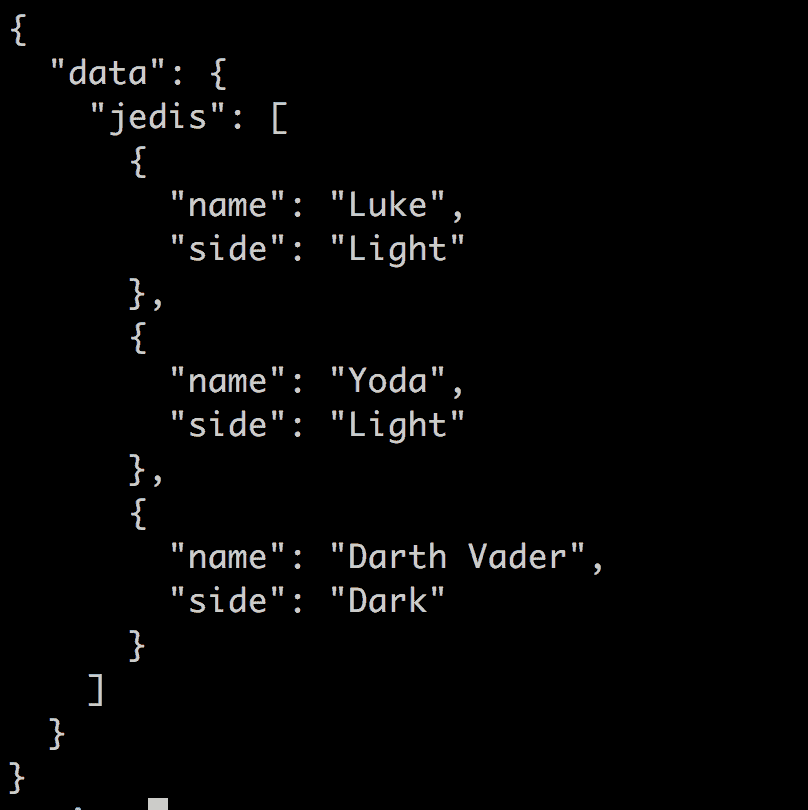 {
  "data": {
    "jedis": [
      {
        "name": "Luke",
        "side": "Light"
      },
      {
        "name": "Yoda",
        "side": "Light"
      },
      {
        "name": "Darth Vader",
        "side": "Dark"
      }
    ]
  }
}